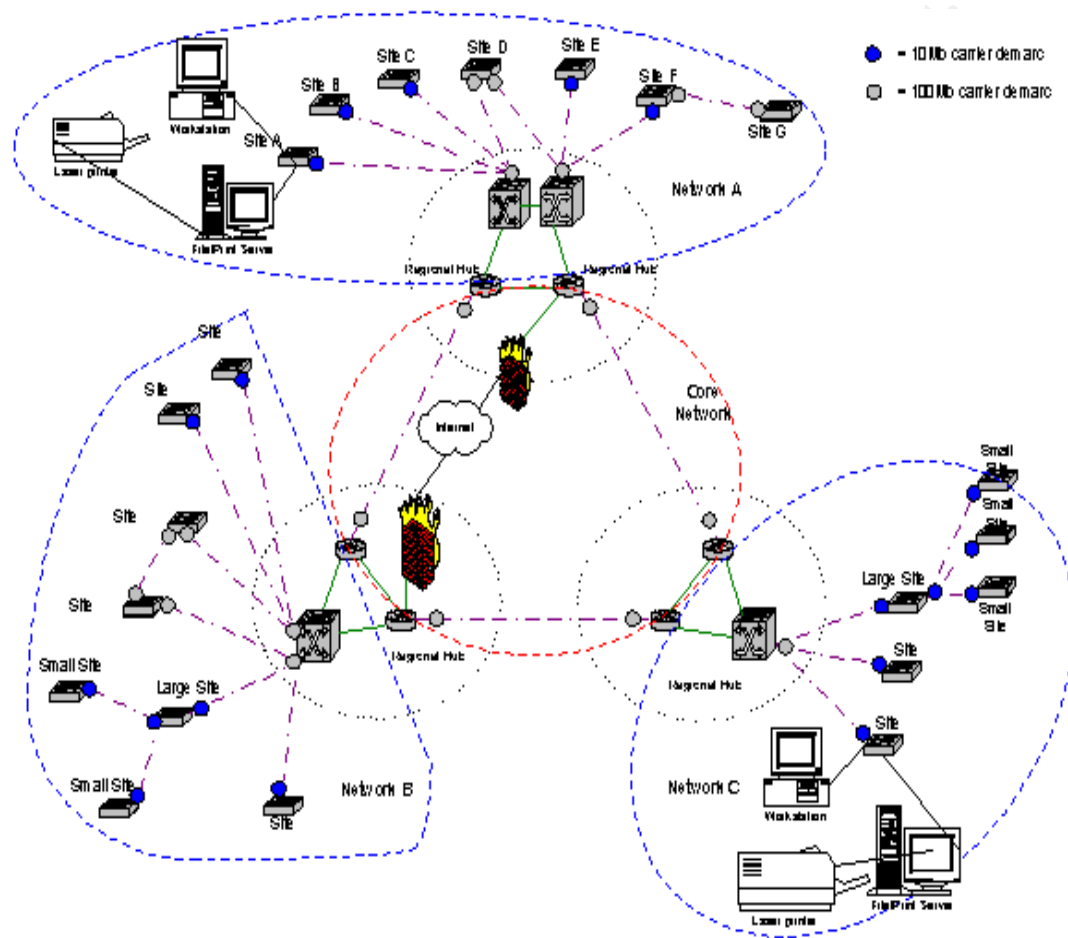 Site D
Site E
Site C
= 10 Mb carrier demarc
Site B
Site F
= 100 Mb carrier demarc
Workstation
Site A
Site G
Laser printer
Network A
File/Print Server
Regional Hub
Regional Hub
Site
Site
Core
Network
Internet
Small
Site
Small
Site
Site
Large Site
Site
Small
Site
Site
Regional Hub
Small Site
Large Site
Regional Hub
Site
Small Site
Network B
Network C
Site
Workstation
File/Print Server
Laser printer